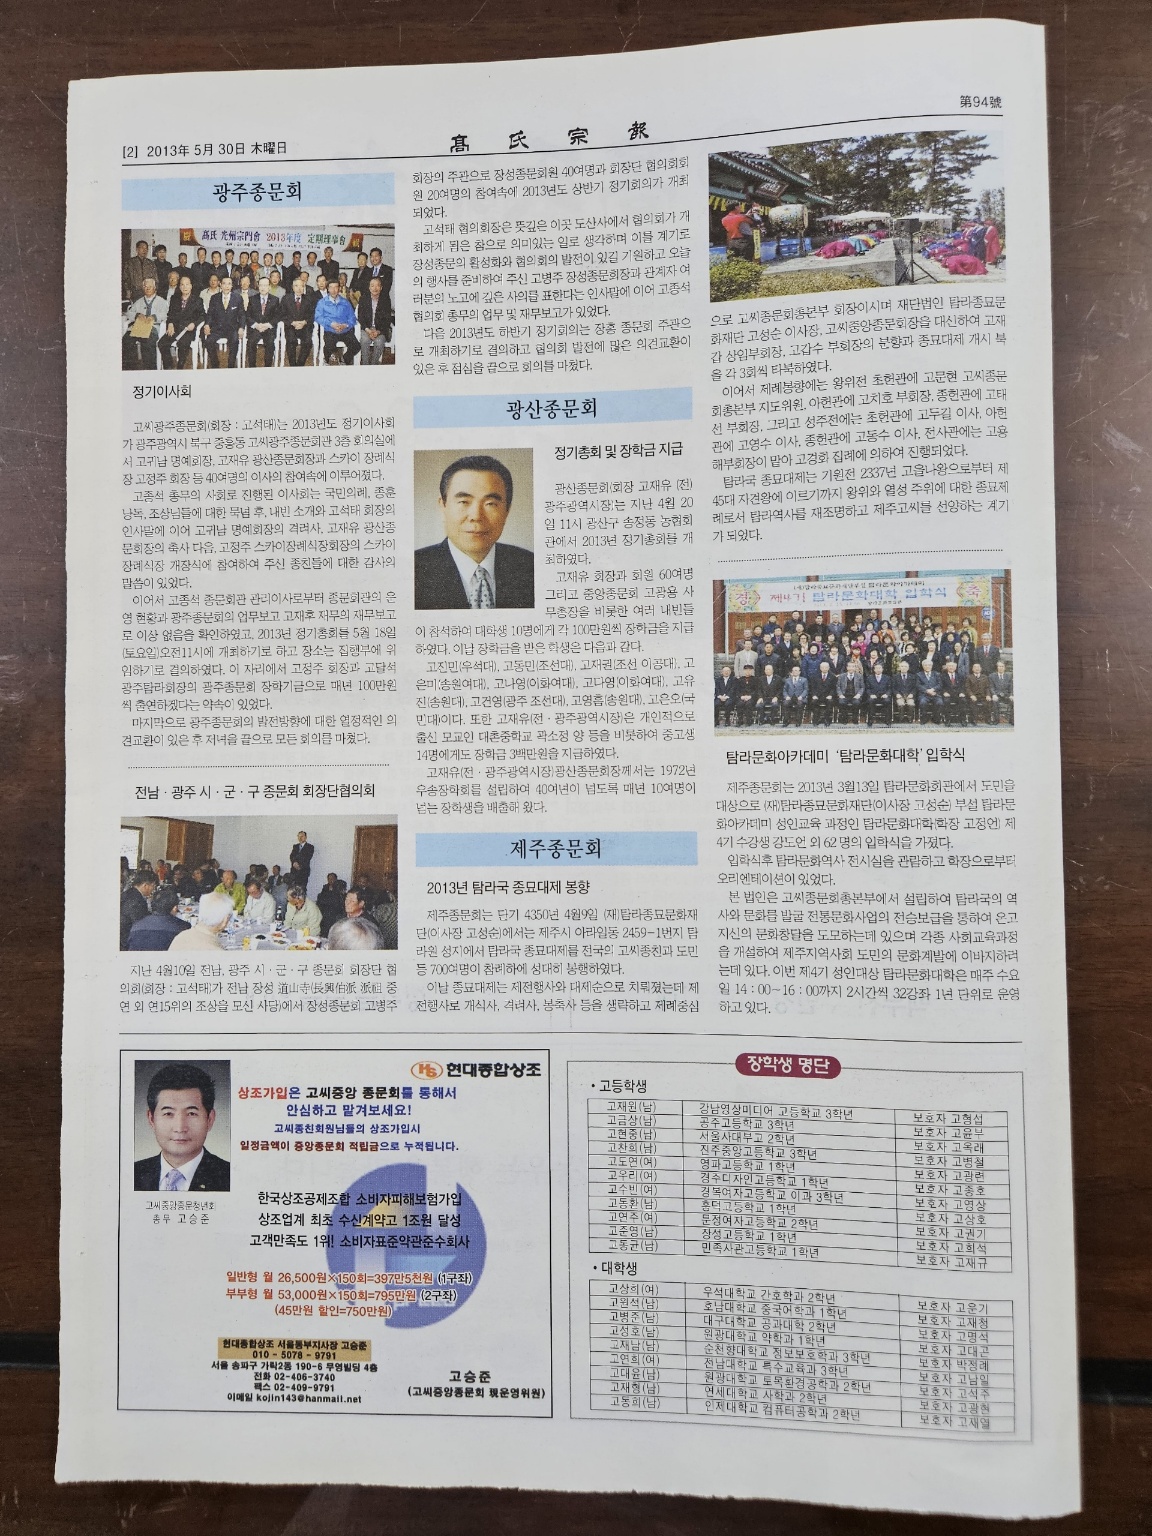 [2] 2013年 5月 30日 木曜日
高氏宗報
第94號
광주종문회
高氏 光州宗門會 2013年度 定期理事會
정기이사회
고씨광주종문회(회장 : 고석태)는 2013년도 정기이사회
가 광주광역시 북구 중흥동 고씨광주종문회관 3층 회의실에
서 고귀남 명예회장, 고재유 광산종문회장과 스카이 장례식
장 고정주 회장 등 40여명의 이사의 참여속에 이루어졌다.
고종석 총무의 사회로 진행된 이사회는 국민의례, 종훈
낭독, 조상님들에 대한 묵념 후, 내빈 소개와 고석태 회장의
인사말에 이어 고귀남 명예회장의 격려사, 고재유 광산종
문회장의 축사 다음, 고정주 스카이장례식장회장의 스카이
장례식장 개장식에 참여하여 주신 종친들에 대한 감사의
말씀이 있었다.
이어서 고종석 종문회관 관리이사로부터 종문회관의 운
영 현황과 광주종문회의 업무보고 고재후 재무의 재무보고
로 이상 없음을 확인하였고, 2013년 정기총회를 5월 18일
(토요일)오전11시에 개최하기로 하고 장소는 집행부에 위
임하기로 결의하였다. 이 자리에서 고정주 회장과 고달석
광주탐라회장의 광주종문회 장학기금으로 매년 100만원
씩 출연하겠다는 약속이 있었다.
마지막으로 광주종문회의 발전방향에 대한 열정적인 의
견교환이 있은 후 저녁을 끝으로 모든 회의를 마쳤다.
전남 · 광주 시 · 군 · 구 종문회 회장단협의회
지난 4월10일 전남, 광주 시 · 군 · 구 종문회 회장단 협
의회(회장 : 고석태)가 전남 장성 道山寺(長興伯派 派祖 중
연 외 연15위의 조상을 모신 사당)에서 장성종문회 고병주
회장의 주관으로 장성종문회원 40여명과 회장단 협의회회
원 20여명의 참여속에 2013년도 상반기 정기회의가 개최
되었다.
고석태 협의회장은 뜻깊은 이곳 도산사에서 협의회가 개
최하게 됨은 참으로 의미있는 일로 생각하며 이를 계기로
장성종문의 활성화와 협의회의 발전이 있길 기원하고 오늘
의 행사를 준비하여 주신 고병주 장성종문회장과 관계자 여
러분의 노고에 깊은 사의를 표한다는 인사말에 이어 고종석
협의회 총무의 업무 및 재무보고가 있었다.
다음 2013년도 하반기 정기회의는 장흥 종문회 주관으
로 개최하기로 결의하고 협의회 발전에 많은 의견교환이
있은 후 점심을 끝으로 회의를 마쳤다.
광산종문회
정기총회 및 장학금 지급
광산종문회(회장 고재유 (전)
광주광역시장)는 지난 4월 20
일 11시 광산구 송정동 농협회
관에서 2013년 정기총회를 개
최하였다.
고재유 회장과 회원 60여명
그리고 중앙종문회 고광용 사
무총장을 비롯한 여러 내빈들
이 참석하여 대학생 10명에게 각 100만원씩 장학금을 지급
하였다. 이날 장학금을 받은 학생은 다음과 같다.
고진민(우석대), 고동민(조선대), 고재권(조선 이공대), 고
은미(송원여대), 고나영(이화여대), 고다영(이화여대), 고유
진(송원대), 고건영(광주 조선대), 고영흡(송원대), 고은오(국
민대)이다. 또한 고재유(전 · 광주광역시장)은 개인적으로
출신 모교인 대촌중학교 곽소정 양 등을 비롯하여 중고생
14명에게도 장학금 3백만원을 지급하였다.
고재유(전 · 광주광역시장)광산종문회장께서는 1972년
우송장학회를 설립하여 40여년이 넘도록 매년 10여명이
넘는 장학생을 배출해 왔다.
제주종문회
2013년 탐라국 종묘대제 봉향
제주종문회는 단기 4350년 4월9일 (재)탐라종묘문화재
단(이사장 고성순)에서는 제주시 아라일동 2459-1번지 탐
라원 성지에서 탐라국 종묘대제를 전국의 고씨종친과 도민
등 700여명이 참례하에 성대히 봉행하였다.
이날 종묘대제는 제전행사와 대제순으로 치뤄졌는데 제
전행사로 개식사, 격려사, 봉축사 등을 생략하고 제례중심
으로 고씨종문회총본부 회장이시며 재단법인 탐라종묘문
화재단 고성순 이사장, 고씨중앙종문회장을 대신하여 고재
갑 상임부회장, 고갑수 부회장의 분향과 종묘대제 개시 북
을 각 3회씩 타북하였다.
이어서 제례봉향에는 왕위전 초헌관에 고문현 고씨종문
회총본부 지도위원, 아헌관에 고치호 부회장, 종헌관에 고태
선 부회장, 그리고 성주전에는 초헌관에 고두길 이사, 아헌
관에 고영수 이사, 종헌관에 고동수 이사, 전사관에는 고용
해부회장이 맡아 고경화 집례에 의하여 진행되었다.
탐라국 종묘대제는 기원전 2337년 고을나왕으로부터 제
45대 자견왕에 이르기까지 왕위와 열성 주위에 대한 종묘제
례로서 탐라역사를 재조명하고 제주고씨를 선양하는 계기
가 되었다.
경 제4기 탐라문화대학 입학식 축
탐라문화아카데미 '탐라문화대학' 입학식
제주종문회는 2013년 3월13일 탐라문화회관에서 도민을
대상으로 (재)탐라종묘문화재단(이사장 고성순) 부설 탐라문
화아카데미 성인교육 과정인 탐라문화대학(학장 고정언) 제
4기 수강생 강도언 외 62명의 입학식을 가졌다.
입학식후 탐라문화역사 전시실을 관람하고 학장으로부터
오리엔테이션이 있었다.
본 법인은 고씨종문회총본부에서 설립하여 탐라국의 역
사와 문화를 발굴 전통문화사업의 전승보급을 통하여 온고
지신의 문화창달을 도모하는데 있으며 각종 사회교육과정
을 개설하여 제주지역사회 도민의 문화계발에 이바지하려
는데 있다. 이번 제4기 성인대상 탐라문화대학은 매주 수요
일 14 : 00~16 : 00까지 2시간씩 32강좌 1년 단위로 운영
하고 있다.
HS 현대종합상조
상조가입은 고씨중앙 종문회를 통해서
안심하고 맡겨보세요!
고씨종친회원님들의 상조가입시
일정금액이 중앙종문회 적립금으로 누적됩니다.
고씨중앙종문청년회
총무 고승준
한국상조공제조합 소비자피해보험가입
상조업계 최초 수신계약고 1조원 달성
고객만족도 1위! 소비자표준약관준수회사
일반형 월 26,500원×150회=397만5천원 (1구좌)
부부형 월 53,000원×150회=795만원 (2구좌)
(45만원 할인=750만원)
현대종합상조 서울동부지사장 고승준
010 - 5078 - 9791
서울 송파구 가락2동 190-6 무영빌딩 4층
전화 02-406-3740
팩스 02-409-9791
이메일 kojin143@hanmail.net
고승준
(고씨중앙종문회 現운영위원)
장학생 명단
· 고등학생
고재원(남) 강남영상미디어 고등학교 3학년 보호자 고형섭
고금상(남) 공주고등학교 3학년 보호자 고윤부
고현중(남) 서울사대부고 2학년 보호자 고옥래
고찬희(남) 진주중앙고등학교 3학년 보호자 고병철
고도연(여) 영파고등학교 1학년 보호자 고광련
고우리(여) 경주디자인고등학교 1학년 보호자 고종호
고수빈(여) 경복여자고등학교 이과 3학년 보호자 고영상
고동환(남) 흥덕고등학교 1학년 보호자 고상호
고연주(여) 문정여자고등학교 2학년 보호자 고권기
고준영(남) 장성고등학교 1학년 보호자 고희석
고동균(남) 민족사관고등학교 1학년 보호자 고재규
· 대학생
고상희(여) 우석대학교 간호학과 2학년 보호자 고운기
고원석(남) 호남대학교 중국어학과 1학년 보호자 고재청
고병준(남) 대구대학교 공과대학 2학년 보호자 고명석
고성호(남) 원광대학교 약학과 1학년 보호자 고대곤
고재남(남) 순천향대학교 정보보호학과 3학년 보호자 박정례
고연희(여) 전남대학교 특수교육과 3학년 보호자 고남일
고대윤(남) 원광대학교 토목환경공학과 2학년 보호자 고석주
고재형(남) 연세대학교 사학과 2학년 보호자 고광현
고동희(남) 인제대학교 컴퓨터공학과 2학년 보호자 고재열